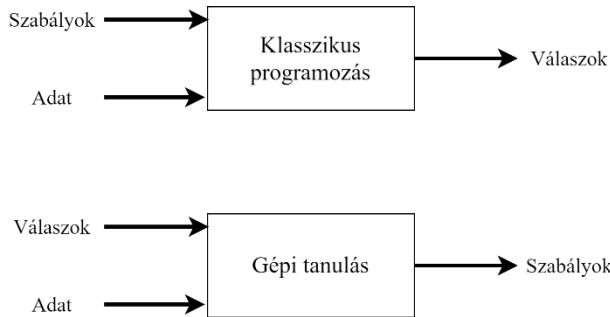 Szabályok
Klasszikus
programozás
Válaszok
Adat
Válaszok
Gépi tanulás
Szabályok
Adat